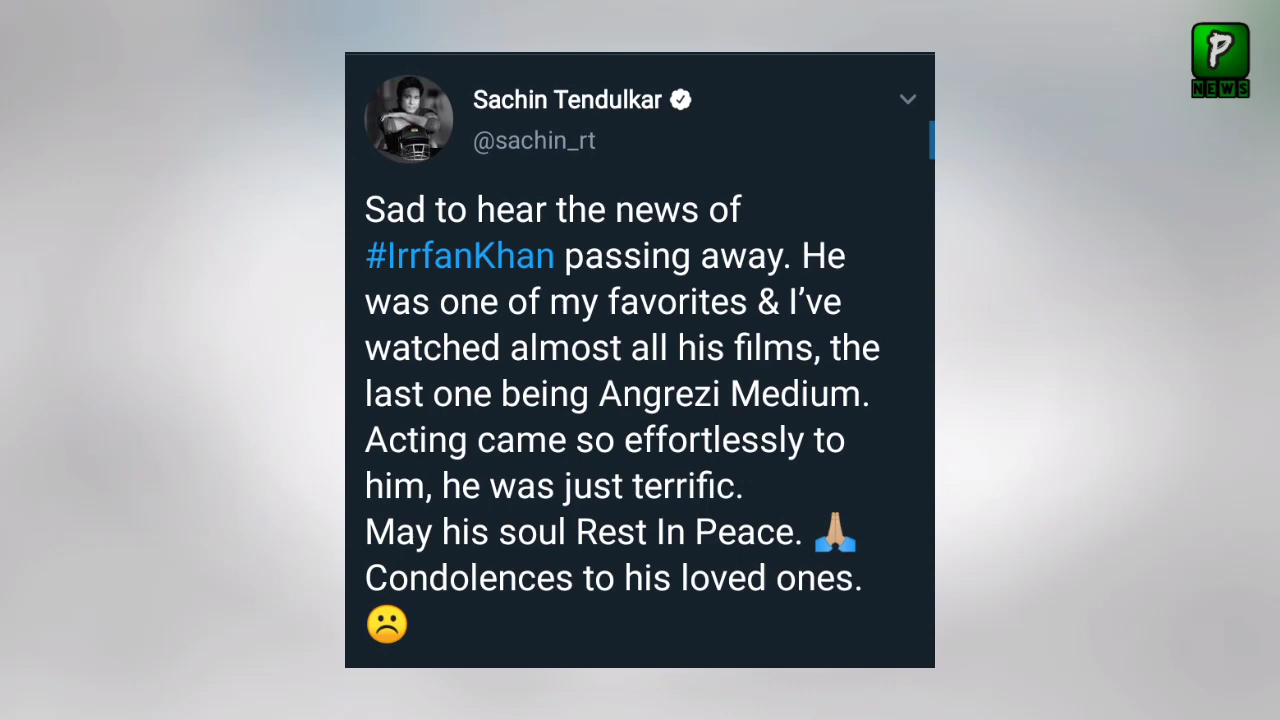 P
NEWS
Sachin Tendulkar
@sachin_rt
Sad to hear the news of
#IrrfanKhan passing away. He
was one of my favorites & I’ve
watched almost all his films, the
last one being Angrezi Medium.
Acting came so effortlessly to
him, he was just terrific.
May his soul Rest In Peace. 🙏🏼
Condolences to his loved ones.
☹️